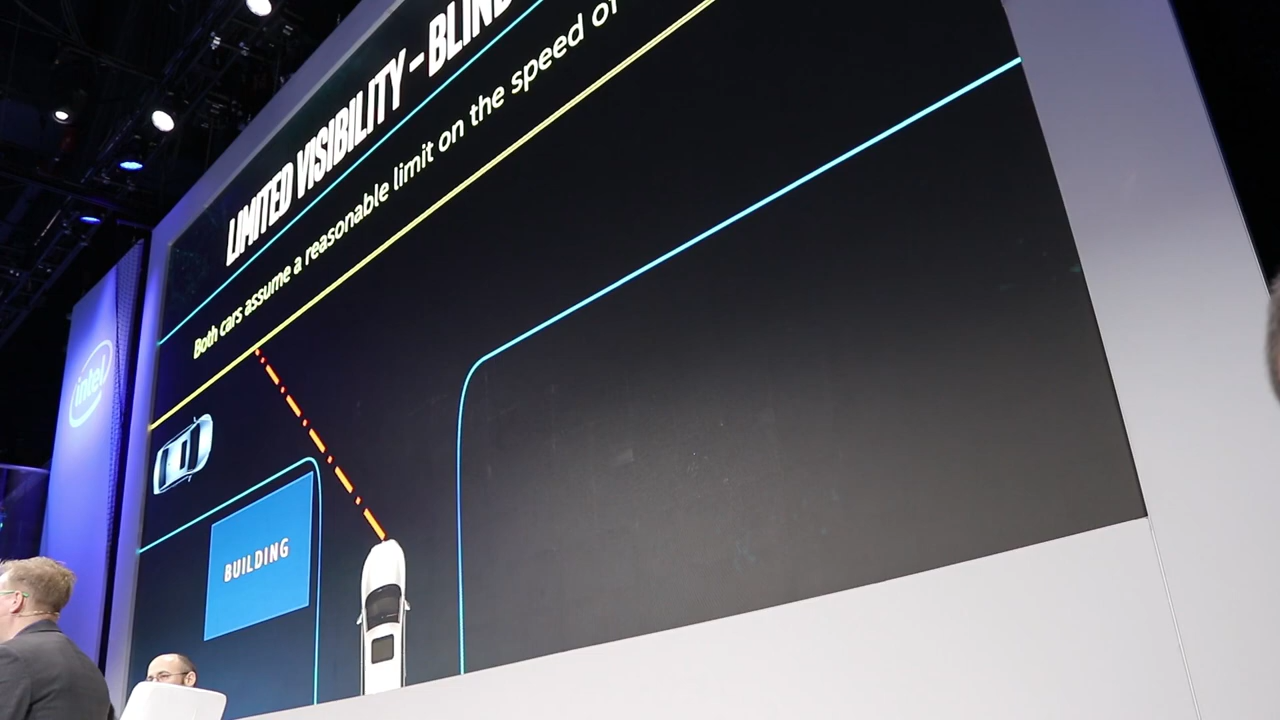 LIMITED VISIBILITY - BLIND
Both cars assume a reasonable limit on the speed of
intel
BUILDING